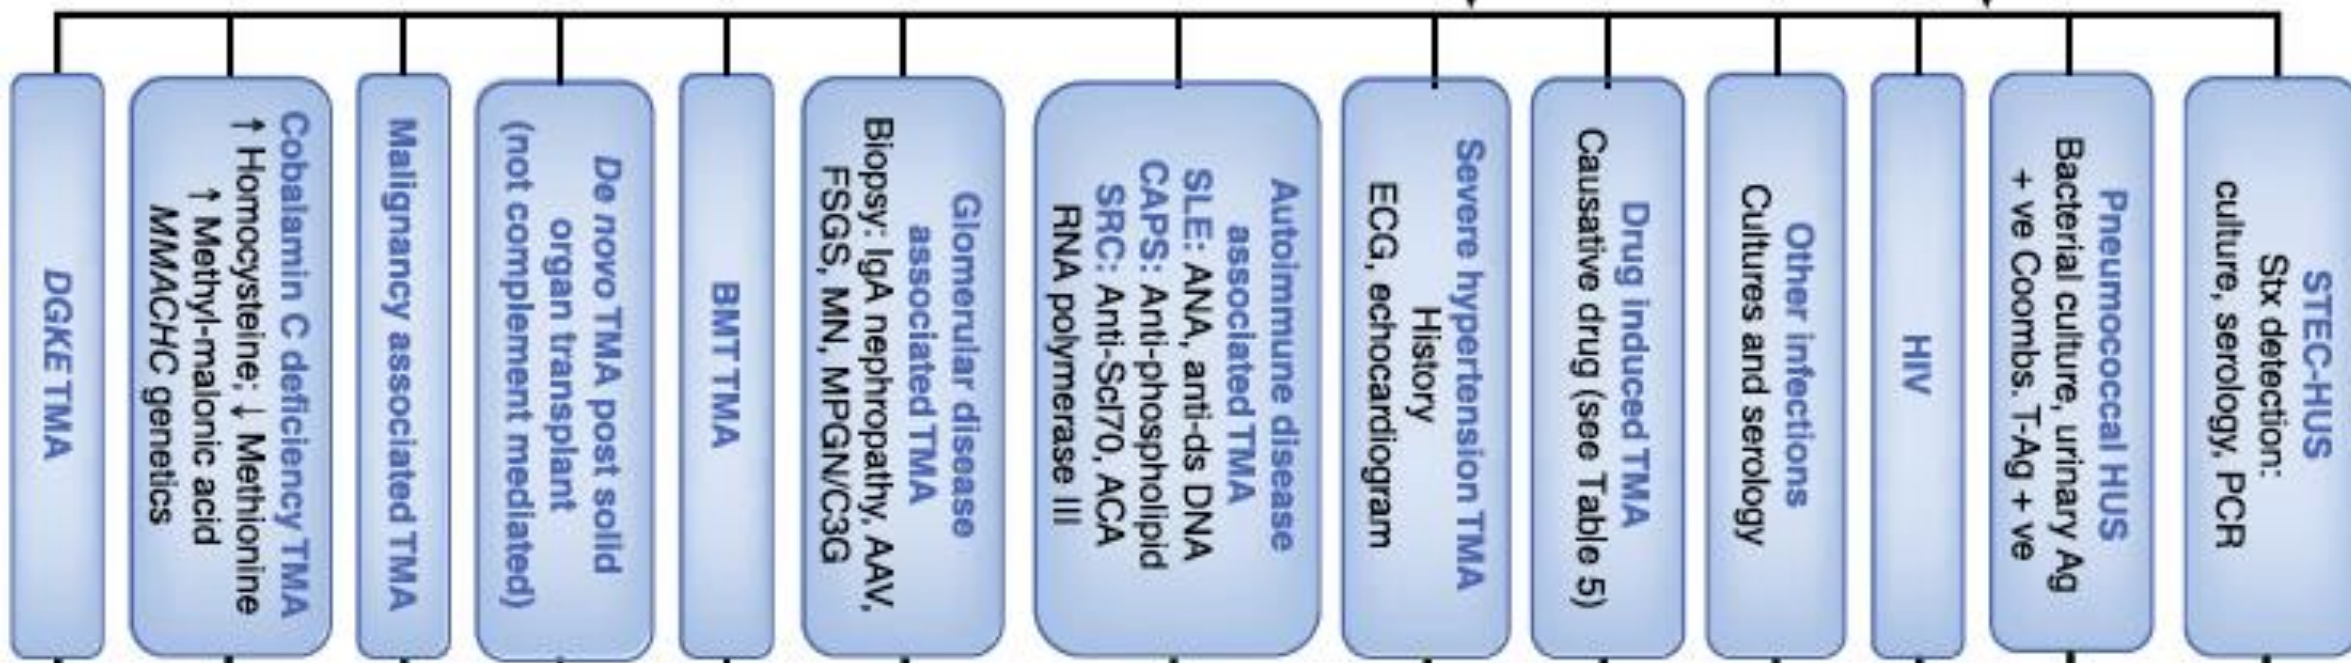 STEC-HUS
Stx detection:
culture, serology, PCR
Pneumococcal HUS
Bacterial culture, urinary Ag
+ ve Coombs. T-Ag + ve
HIV
Other infections
Cultures and serology
Drug induced TMA
Causative drug (see Table 5)
Severe hypertension TMA
History
ECG, echocardiogram
Autoimmune disease
associated TMA
SLE: ANA, anti-ds DNA
CAPS: Anti-phospholipid
SRC: Anti-Scl70, ACA
RNA polymerase III
Glomerular disease
associated TMA
Biopsy: IgA nephropathy, AAV,
FSGS, MN, MPGN/C3G
BMT TMA
De novo TMA post solid
organ transplant
(not complement mediated)
Malignancy associated TMA
Cobalamin C deficiency TMA
↑ Homocysteine; ↓ Methionine
↑ Methyl-malonic acid
MMACHC genetics
DGKE TMA